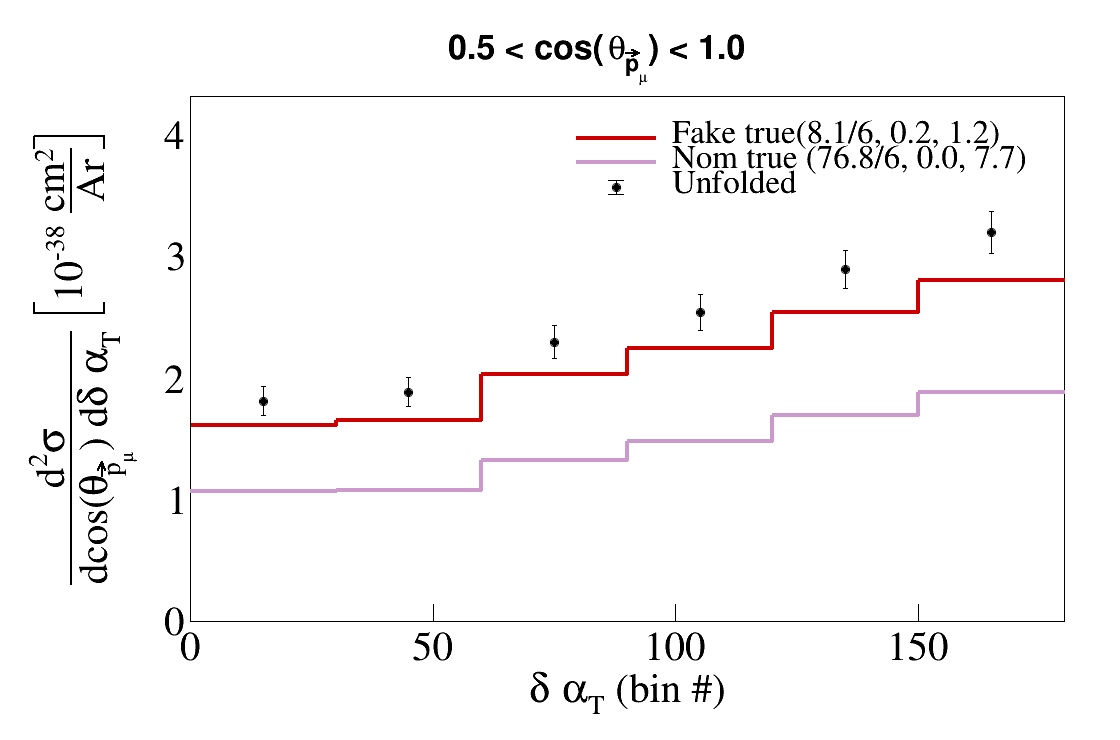 0.5 < cos(θp⃗μ) < 1.0
Fake true(8.1/6, 0.2, 1.2)
Nom true (76.8/6, 0.0, 7.7)
Unfolded
d²σ
dcos(θp⃗μ) dδ αT
[10⁻³⁸ cm²
Ar]
4
3
2
1
0
0 50 100 150
δ αT (bin #)